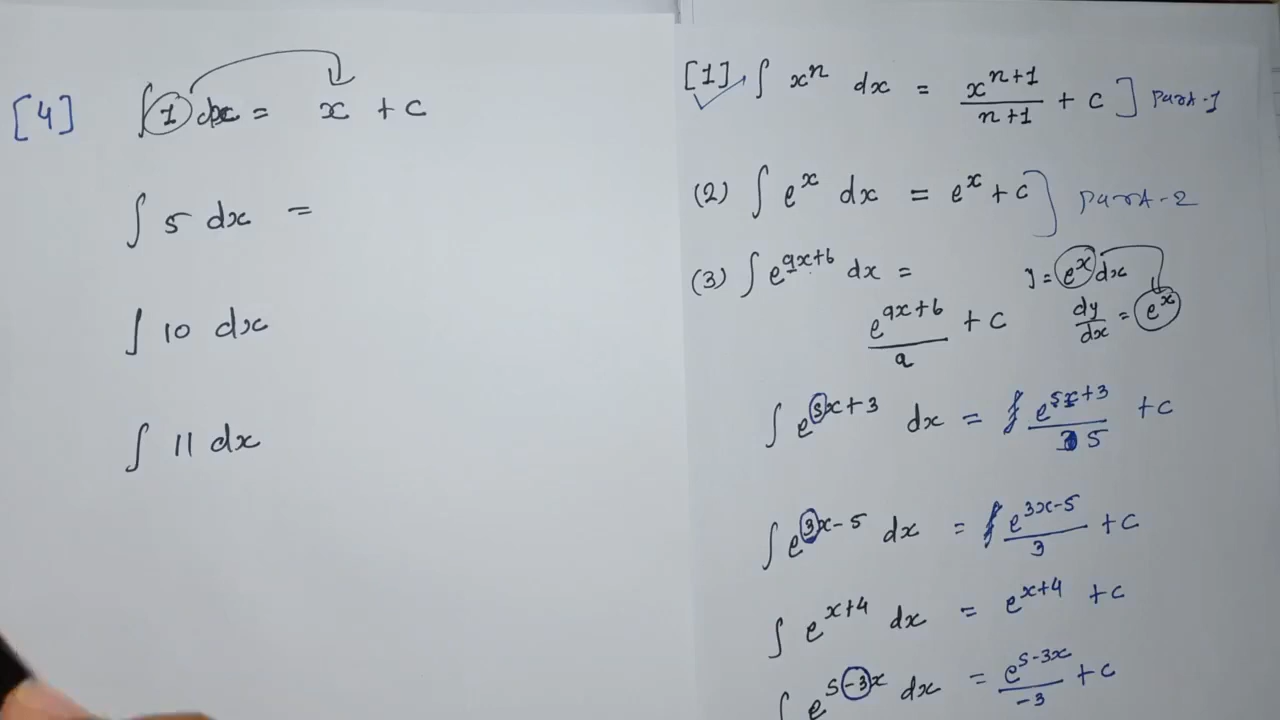 [4] ∫ 1 dx = x + c
∫ 5 dx =
∫ 10 dx
∫ 11 dx
[1] ∫ xⁿ dx = xⁿ⁺¹/n+1 + c ] Part-1
(2) ∫ eˣ dx = eˣ + c ] Part-2
(3) ∫ e^ax+b dx =
y = eˣ dx
e^ax+b/a + c
dy/dx = eˣ
∫ e^5x+3 dx = e^5x+3/5 + c
∫ e^3x-5 dx = e^3x-5/3 + c
∫ e^x+4 dx = e^x+4 + c
∫ e^5-3x dx = e^5-3x/-3 + c